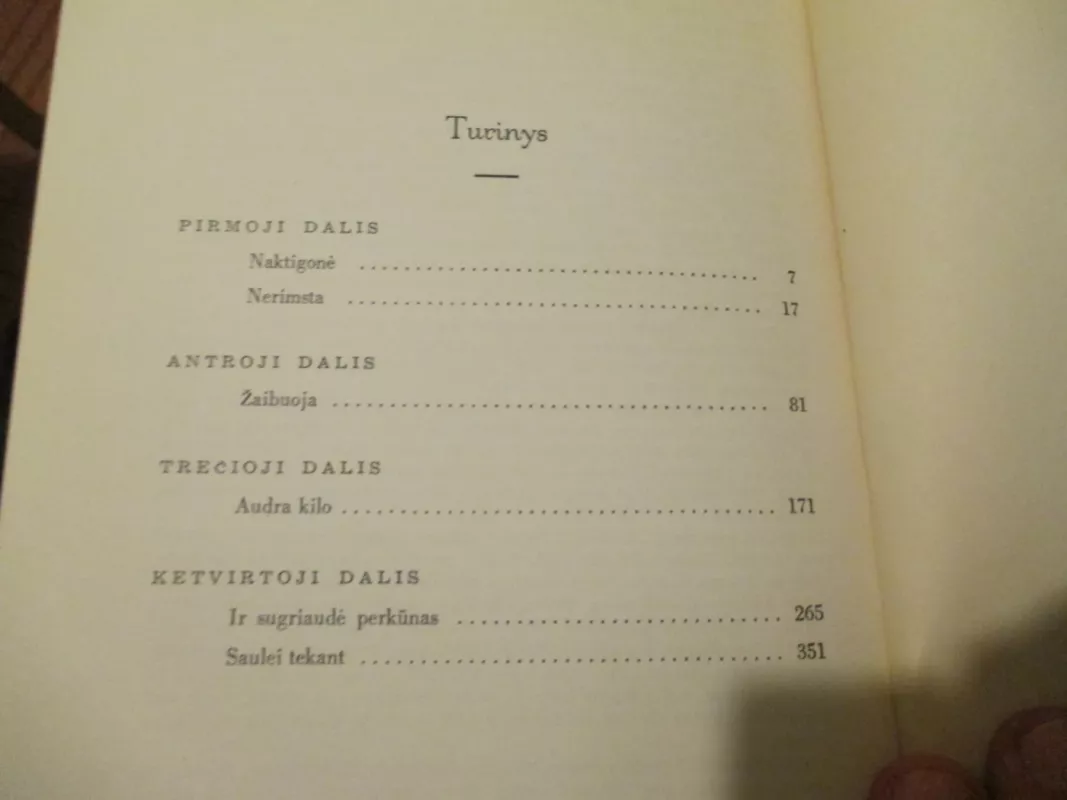 Turinys
PIRMOJI DALIS
Naktigonė ........................................ 7
Nerimsta ........................................ 17
ANTROJI DALIS
Žaibuoja ........................................ 81
TREČIOJI DALIS
Audra kilo ........................................ 171
KETVIRTOJI DALIS
Ir sugriaudė perkūnas .............................. 265
Saulei tekant ........................................ 351